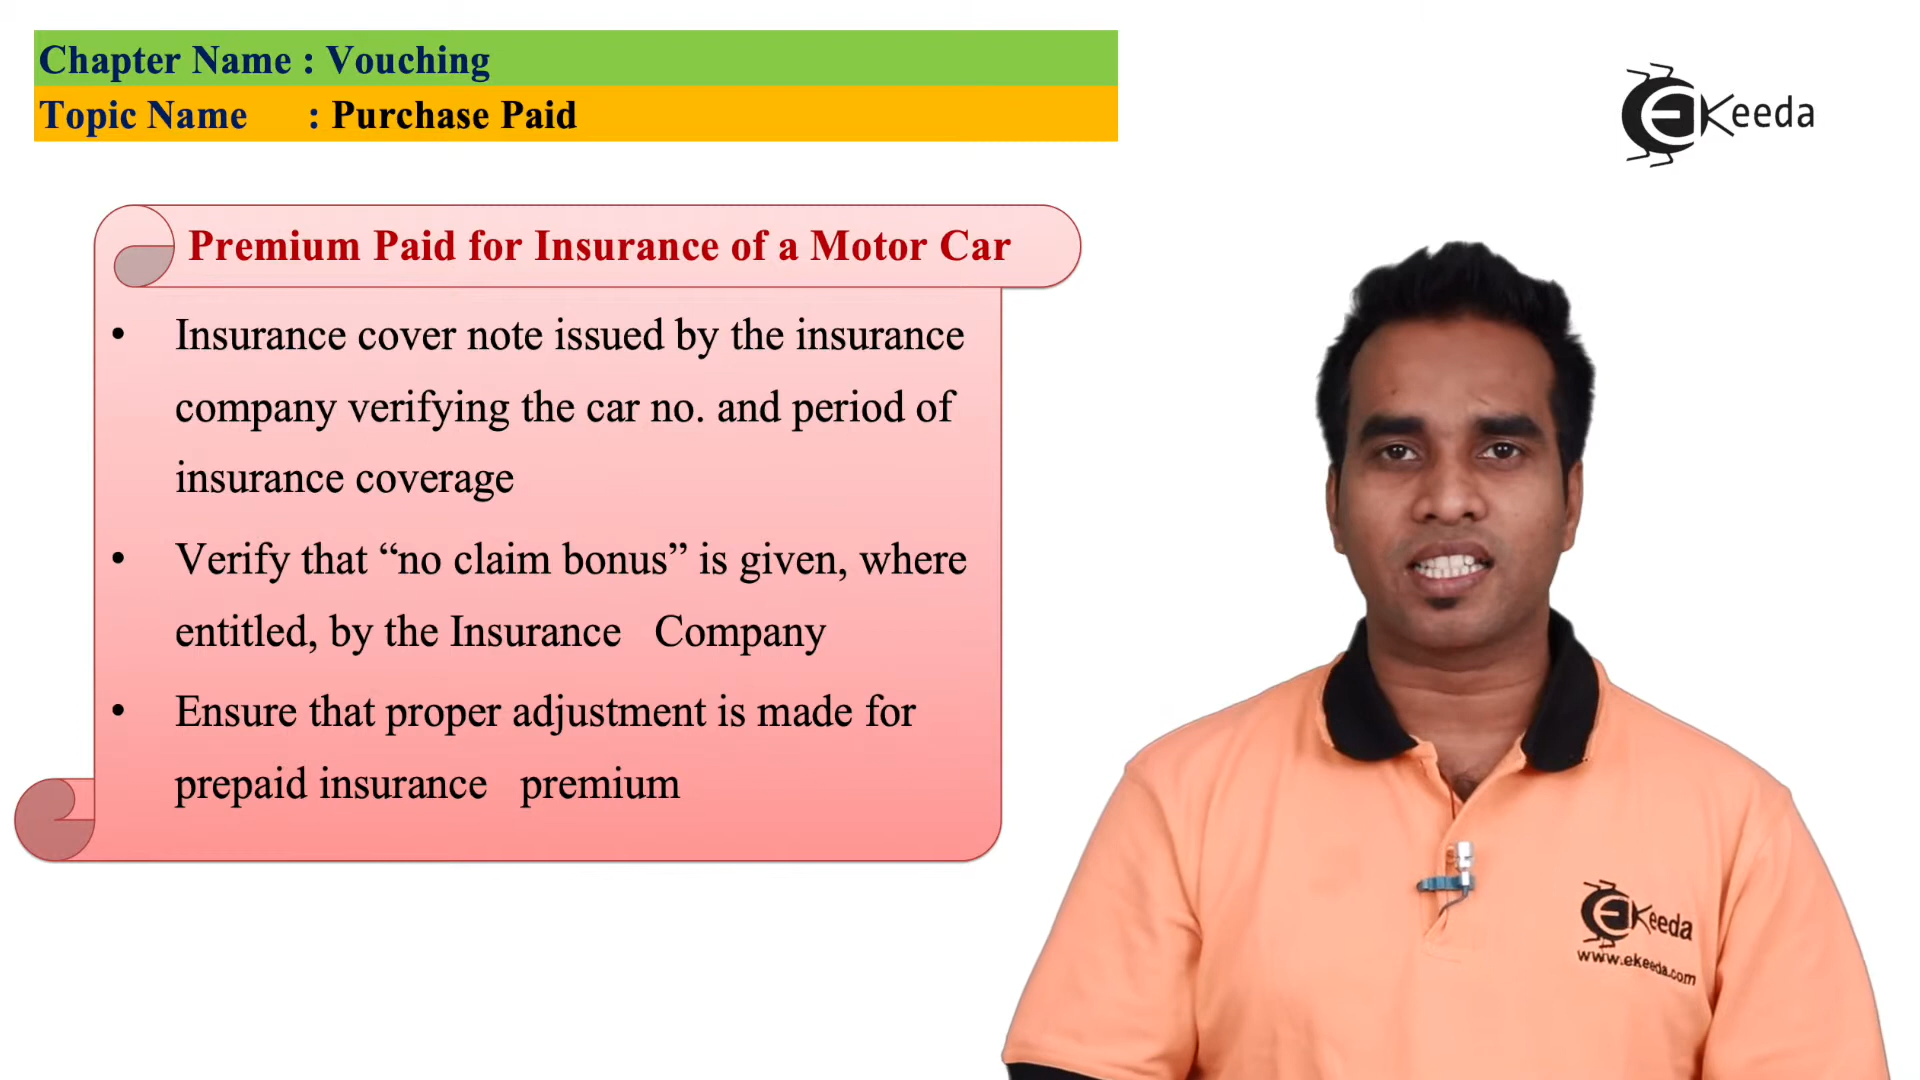 Chapter Name : Vouching
Topic Name : Purchase Paid
EKeeda
Premium Paid for Insurance of a Motor Car
• Insurance cover note issued by the insurance
company verifying the car no. and period of
insurance coverage
• Verify that “no claim bonus” is given, where
entitled, by the Insurance Company
• Ensure that proper adjustment is made for
prepaid insurance premium
EKeeda
www.ekeeda.com